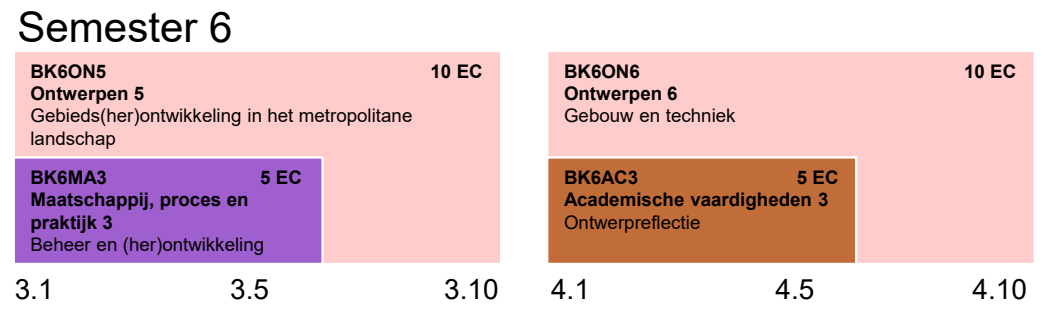 Semester 6
BK6ON5 10 EC
Ontwerpen 5
Gebieds(her)ontwikkeling in het metropolitane
landschap
BK6MA3 5 EC
Maatschappij, proces en
praktijk 3
Beheer en (her)ontwikkeling
3.1 3.5 3.10
BK6ON6 10 EC
Ontwerpen 6
Gebouw en techniek
BK6AC3 5 EC
Academische vaardigheden 3
Ontwerpreflectie
4.1 4.5 4.10